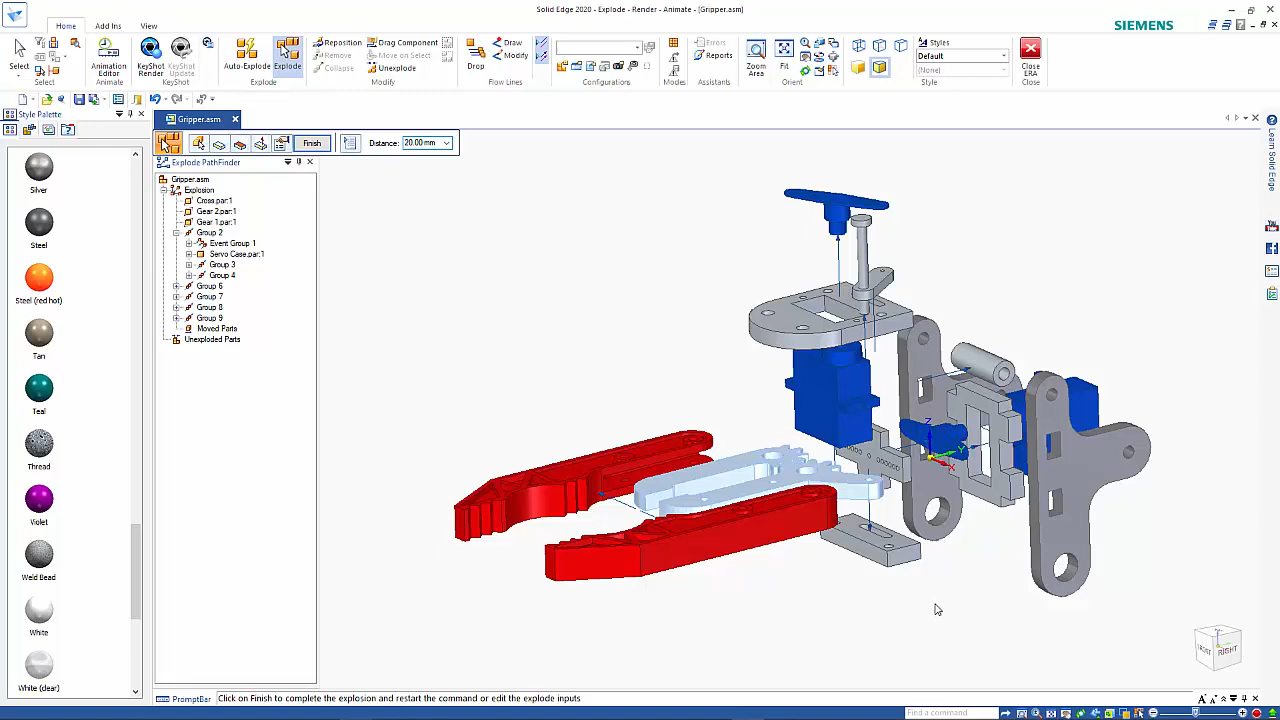 Solid Edge 2020 - Explode - Render - Animate - [Gripper.asm]
Home Add Ins View
SIEMENS
Select
Select
Animation Editor
Animate
KeyShot Render
KeyShot Update
KeyShot
Auto-Explode
Explode
Explode
Reposition
Remove
Collapse
Drag Component
Move on Select
Unexplode
Modify
Drop
Draw
Modify
Flow Lines
Configurations
Modes
Errors
Reports
Assistants
Zoom Area
Fit
Orient
Styles
Default
(None)
Style
Close ERA
Close
Style Palette
Gripper.asm
Finish
Distance: 20.00 mm
Explode PathFinder
Gripper.asm
Explosion
Cross.par:1
Gear 2.par:1
Gear 1.par:1
Group 2
Event Group 1
Servo Case.par:1
Group 3
Group 4
Group 6
Group 7
Group 8
Group 9
Moved Parts
Unexploded Parts
Silver
Steel
Steel (red hot)
Tan
Teal
Thread
Violet
Weld Bead
White
White (clear)
Z
Y
X
FRONT
RIGHT
Learn Solid Edge
You
PromptBar
Click on Finish to complete the explosion and restart the command or edit the explode inputs
Find a command